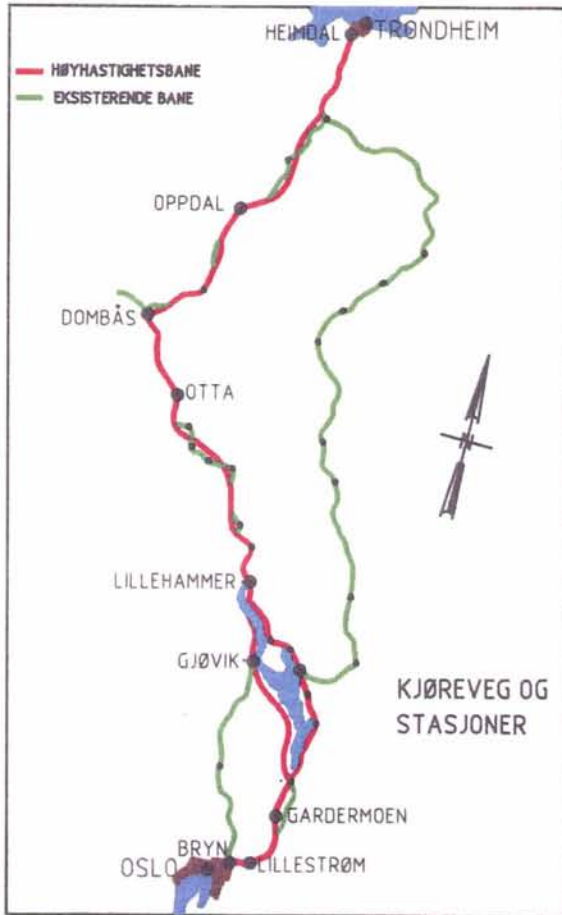 HEIMDAL
TRONDHEIM
HØYHASTIGHETSBANE
EKSISTERENDE BANE
OPPDAL
DOMBÅS
OTTA
LILLEHAMMER
GJØVIK
KJØREVEG OG
STASJONER
GARDERMOEN
BRYN
OSLO
LILLESTRØM